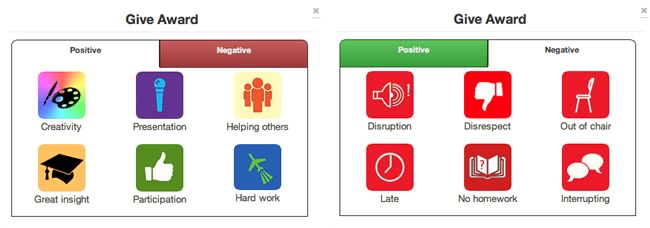 Give Award
Positive Negative
Creativity Presentation Helping others
Great insight Participation Hard work
Give Award
Positive Negative
Disruption Disrespect Out of chair
Late No homework Interrupting